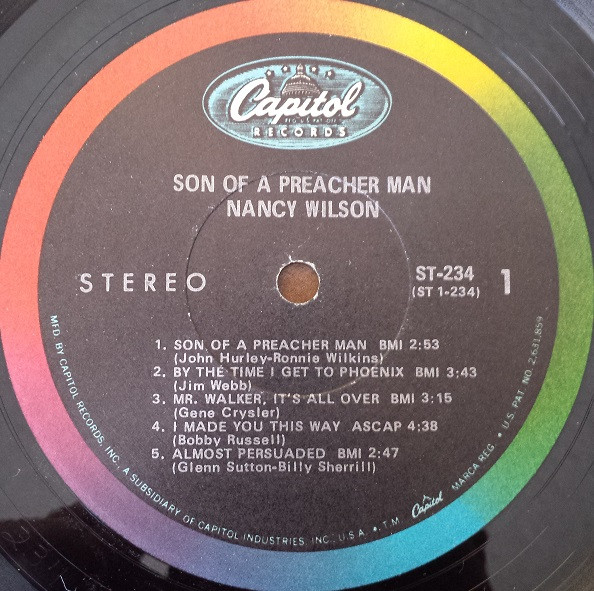 Capitol
RECORDS
SON OF A PREACHER MAN
NANCY WILSON
STEREO
ST-234
(ST 1-234)
1
1. SON OF A PREACHER MAN BMI 2:53
(John Hurley-Ronnie Wilkins)
2. BY THE TIME I GET TO PHOENIX BMI 3:43
(Jim Webb)
3. MR. WALKER, IT'S ALL OVER BMI 3:15
(Gene Crysler)
4. I MADE YOU THIS WAY ASCAP 4:38
(Bobby Russell)
5. ALMOST PERSUADED BMI 2:47
(Glenn Sutton-Billy Sherrill)
MFD. BY CAPITOL RECORDS, INC., A SUBSIDIARY OF CAPITOL INDUSTRIES, INC., U.S.A. • T.M. Capitol MARCA REG. • U.S. PAT. NO. 2,631,859